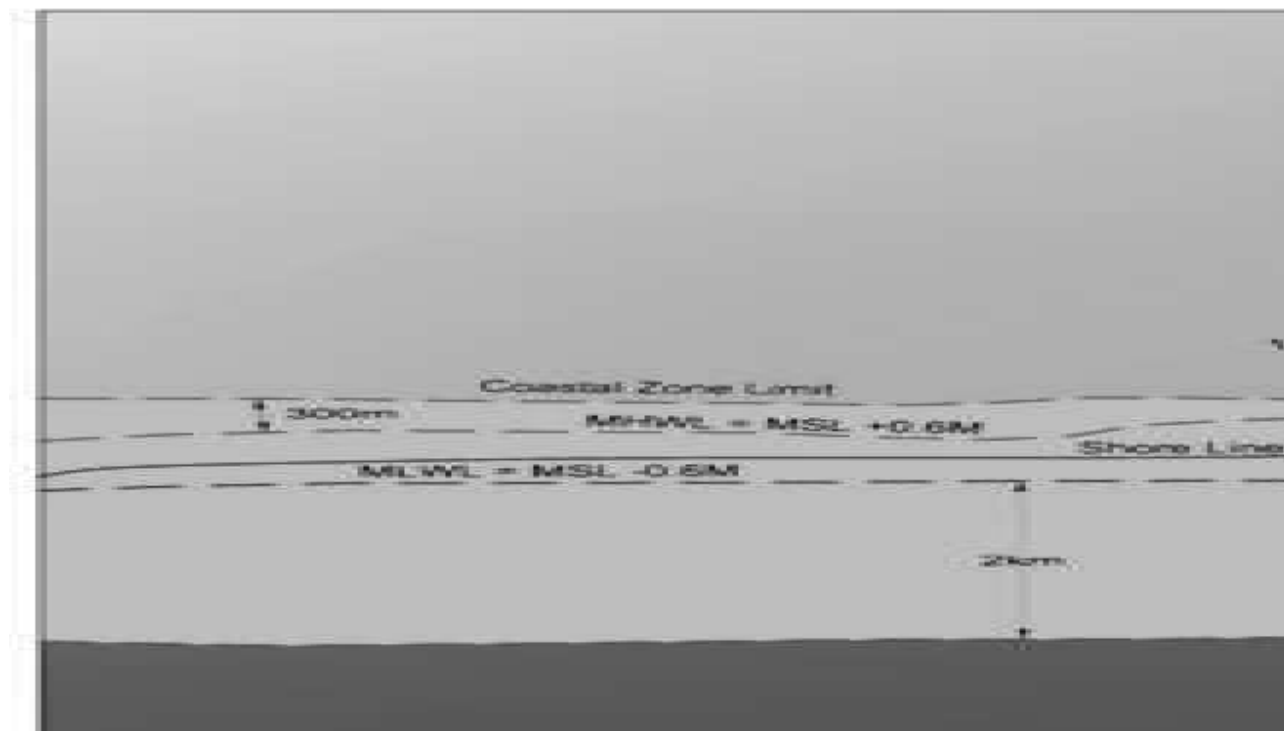 Coastal Zone Limit
300m
MHWL = MSL +0.6M
Shore Line
MLWL = MSL -0.6M
2km